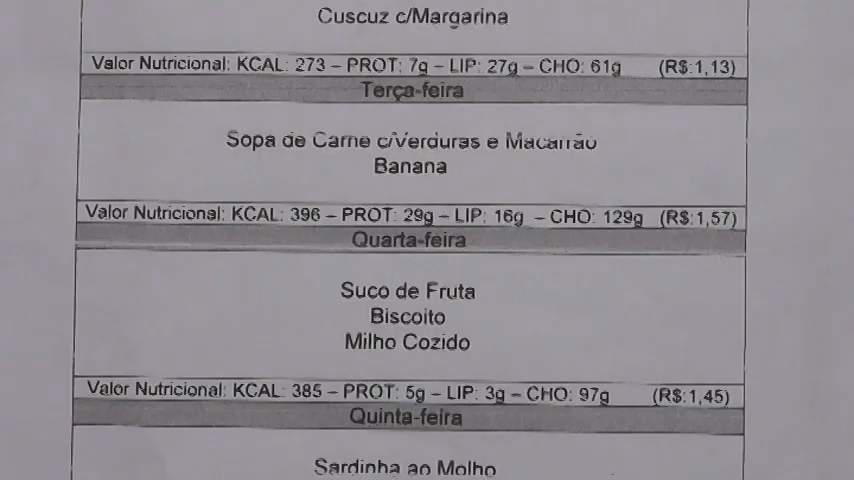 Cuscuz c/Margarina
Valor Nutricional: KCAL: 273 – PROT: 7g – LIP: 27g – CHO: 61g (R$:1,13)
Terça-feira
Sopa de Carne c/Verduras e Macarrão
Banana
Valor Nutricional: KCAL: 396 – PROT: 29g – LIP: 16g – CHO: 129g (R$:1,57)
Quarta-feira
Suco de Fruta
Biscoito
Milho Cozido
Valor Nutricional: KCAL: 385 – PROT: 5g – LIP: 3g – CHO: 97g (R$:1,45)
Quinta-feira
Sardinha ao Molho